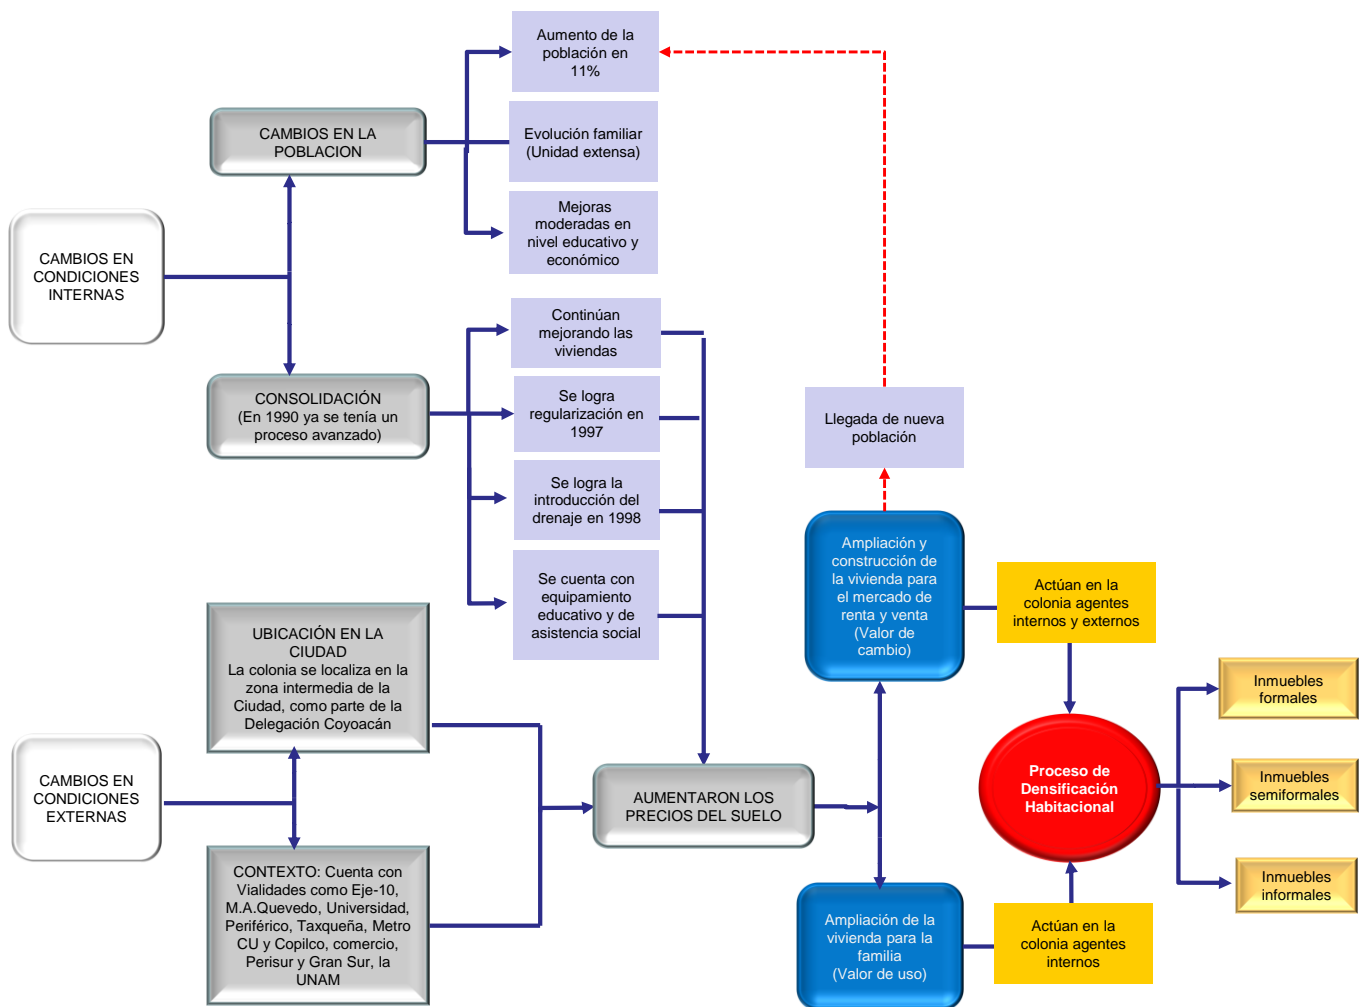 Aumento de la
población en
11%
CAMBIOS EN LA
POBLACION
Evolución familiar
(Unidad extensa)
Mejoras
moderadas en
nivel educativo y
económico
CAMBIOS EN
CONDICIONES
INTERNAS
Continúan
mejorando las
viviendas
CONSOLIDACIÓN
(En 1990 ya se tenía un
proceso avanzado)
Se logra
regularización en
1997
Llegada de nueva
población
Se logra la
introducción del
drenaje en 1998
Ampliación y
construcción de
la vivienda para
el mercado de
renta y venta
(Valor de
cambio)
Actúan en la
colonia agentes
internos y externos
Se cuenta con
equipamiento
educativo y de
asistencia social
UBICACIÓN EN LA
CIUDAD
La colonia se localiza en la
zona intermedia de la
Ciudad, como parte de la
Delegación Coyoacán
Inmuebles
formales
CAMBIOS EN
CONDICIONES
EXTERNAS
AUMENTARON LOS
PRECIOS DEL SUELO
Proceso de
Densificación
Habitacional
Inmuebles
semiformales
CONTEXTO: Cuenta con
Vialidades como Eje-10,
M.A.Quevedo, Universidad,
Periférico, Taxqueña, Metro
CU y Copilco, comercio,
Perisur y Gran Sur, la
UNAM
Ampliación de la
vivienda para la
familia
(Valor de uso)
Actúan en la
colonia agentes
internos
Inmuebles
informales